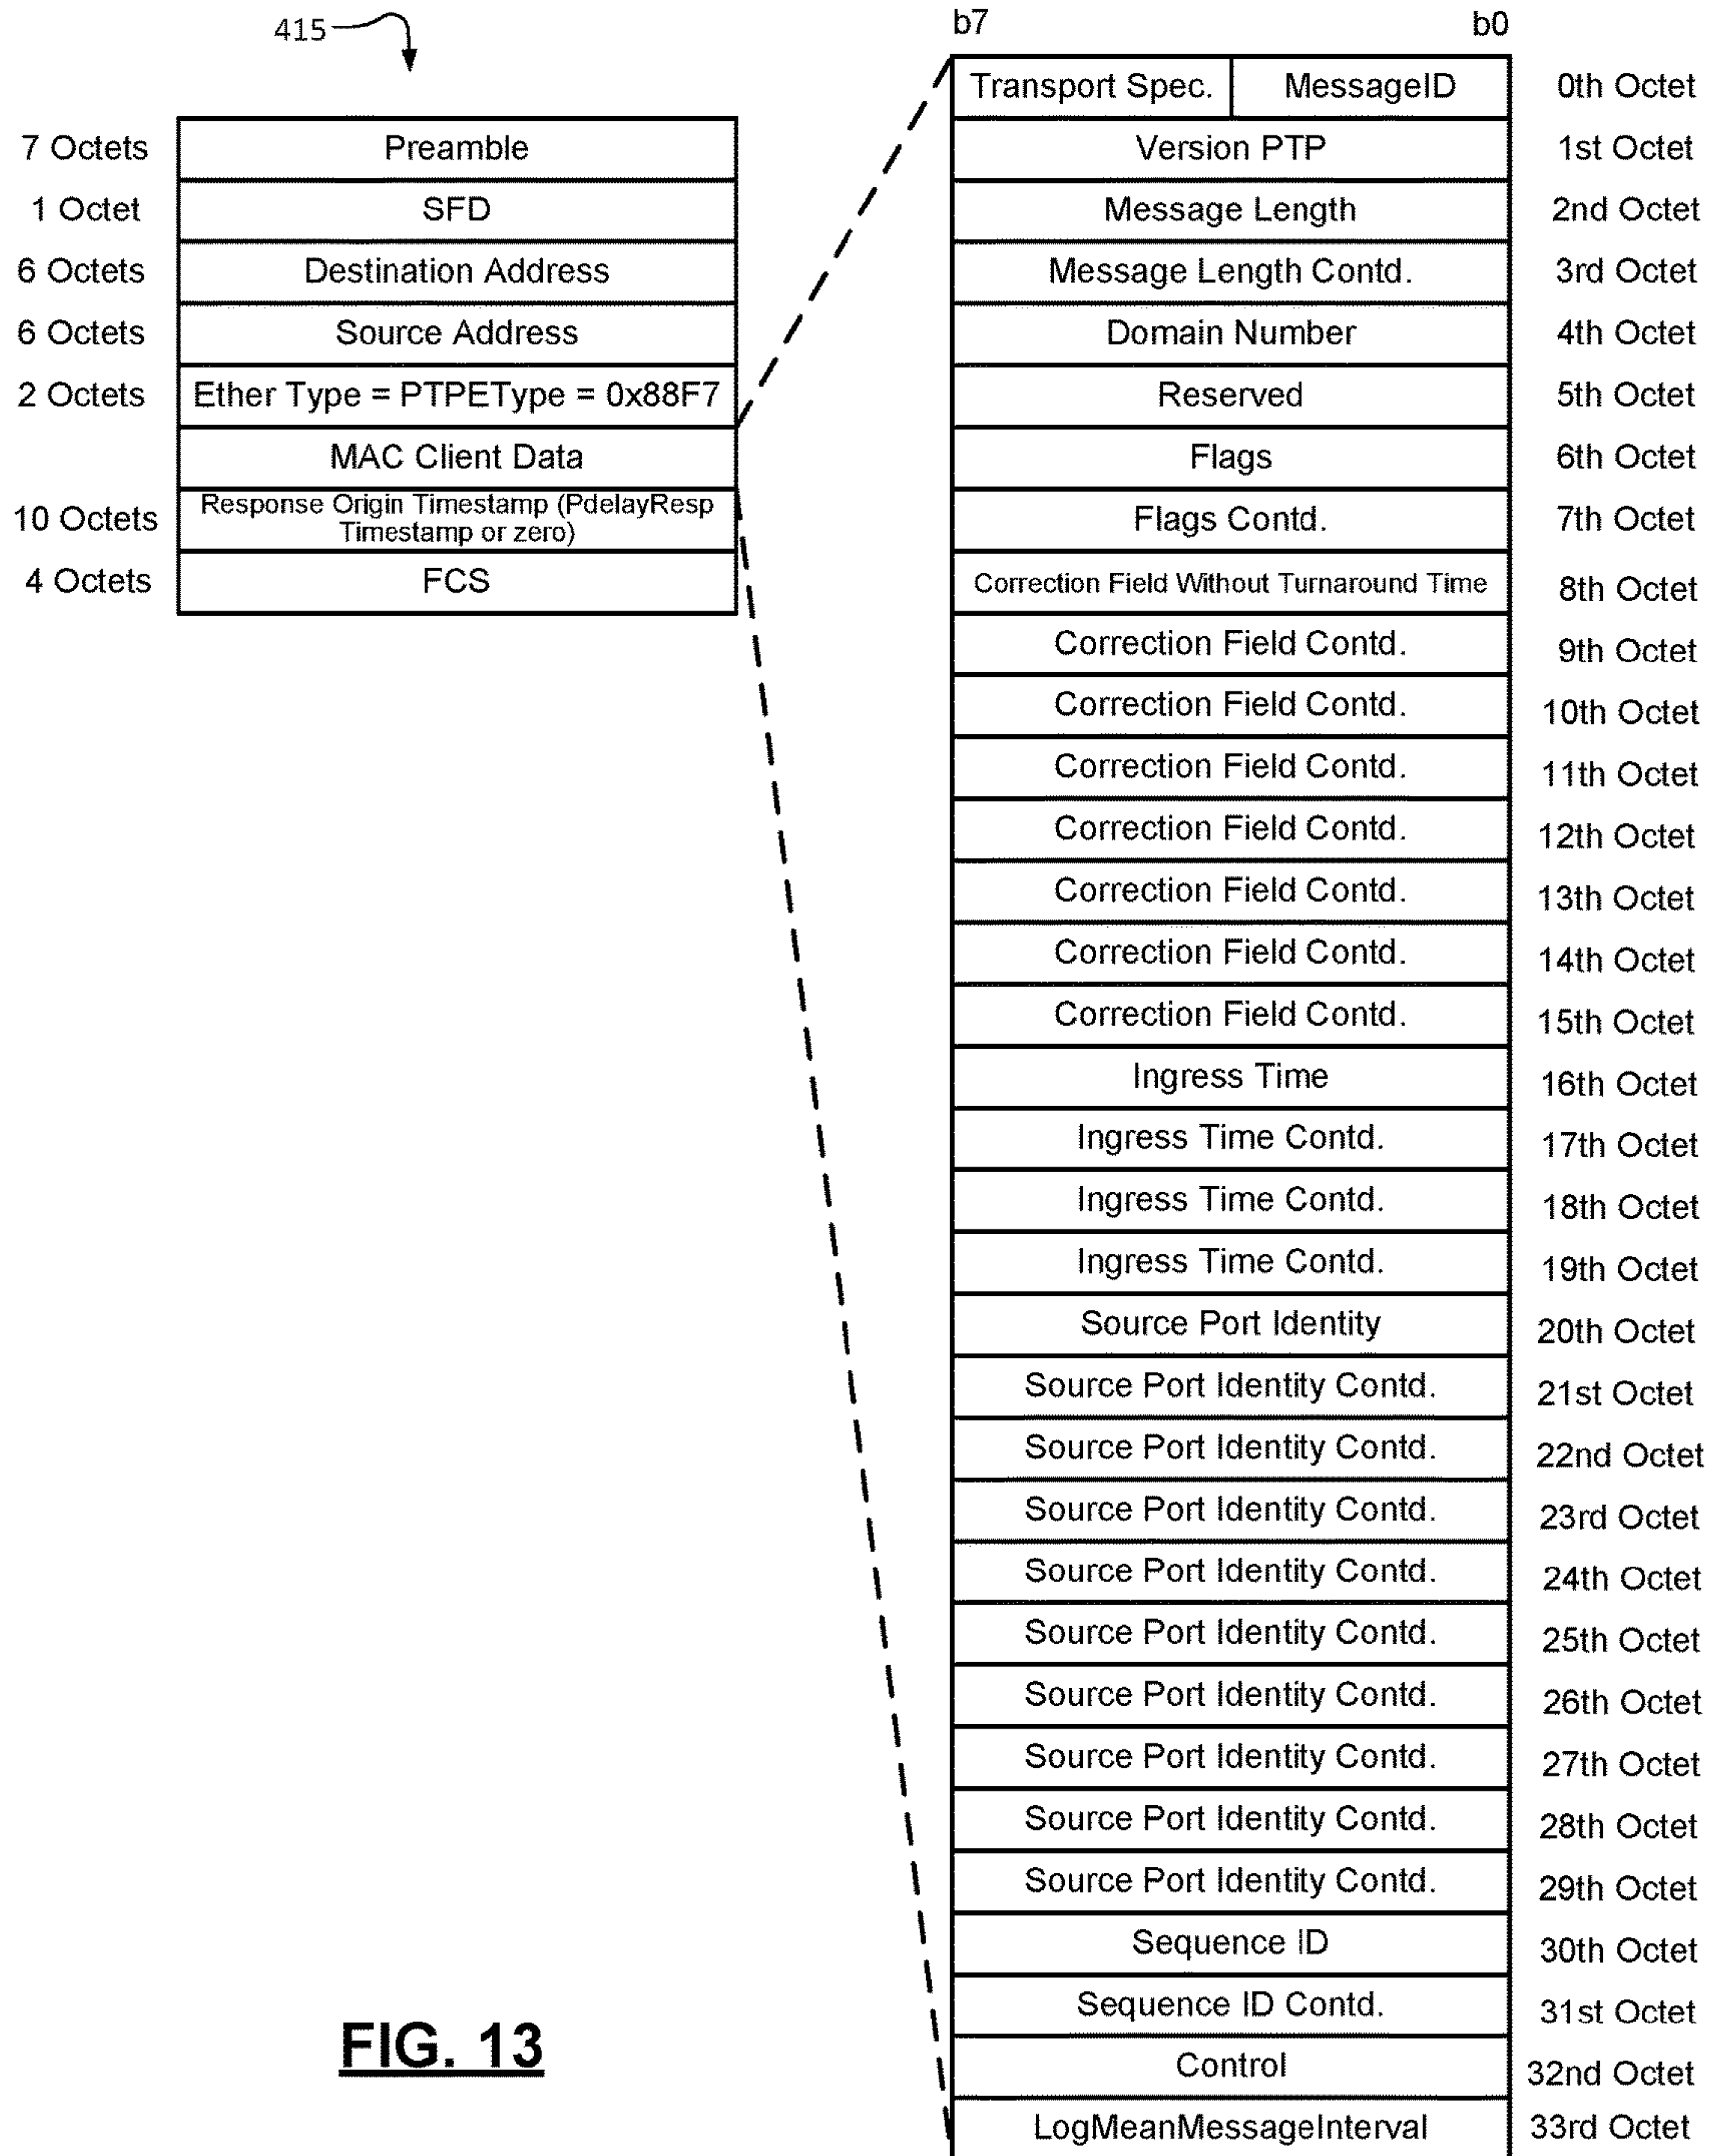 415
7 Octets Preamble
1 Octet SFD
6 Octets Destination Address
6 Octets Source Address
2 Octets Ether Type = PTPEType = 0x88F7
MAC Client Data
10 Octets Response Origin Timestamp (PdelayResp
Timestamp or zero)
4 Octets FCS
b7 b0
Transport Spec. MessageID 0th Octet
Version PTP 1st Octet
Message Length 2nd Octet
Message Length Contd. 3rd Octet
Domain Number 4th Octet
Reserved 5th Octet
Flags 6th Octet
Flags Contd. 7th Octet
Correction Field Without Turnaround Time 8th Octet
Correction Field Contd. 9th Octet
Correction Field Contd. 10th Octet
Correction Field Contd. 11th Octet
Correction Field Contd. 12th Octet
Correction Field Contd. 13th Octet
Correction Field Contd. 14th Octet
Correction Field Contd. 15th Octet
Ingress Time 16th Octet
Ingress Time Contd. 17th Octet
Ingress Time Contd. 18th Octet
Ingress Time Contd. 19th Octet
Source Port Identity 20th Octet
Source Port Identity Contd. 21st Octet
Source Port Identity Contd. 22nd Octet
Source Port Identity Contd. 23rd Octet
Source Port Identity Contd. 24th Octet
Source Port Identity Contd. 25th Octet
Source Port Identity Contd. 26th Octet
Source Port Identity Contd. 27th Octet
Source Port Identity Contd. 28th Octet
Source Port Identity Contd. 29th Octet
Sequence ID 30th Octet
Sequence ID Contd. 31st Octet
Control 32nd Octet
LogMeanMessageInterval 33rd Octet
FIG. 13